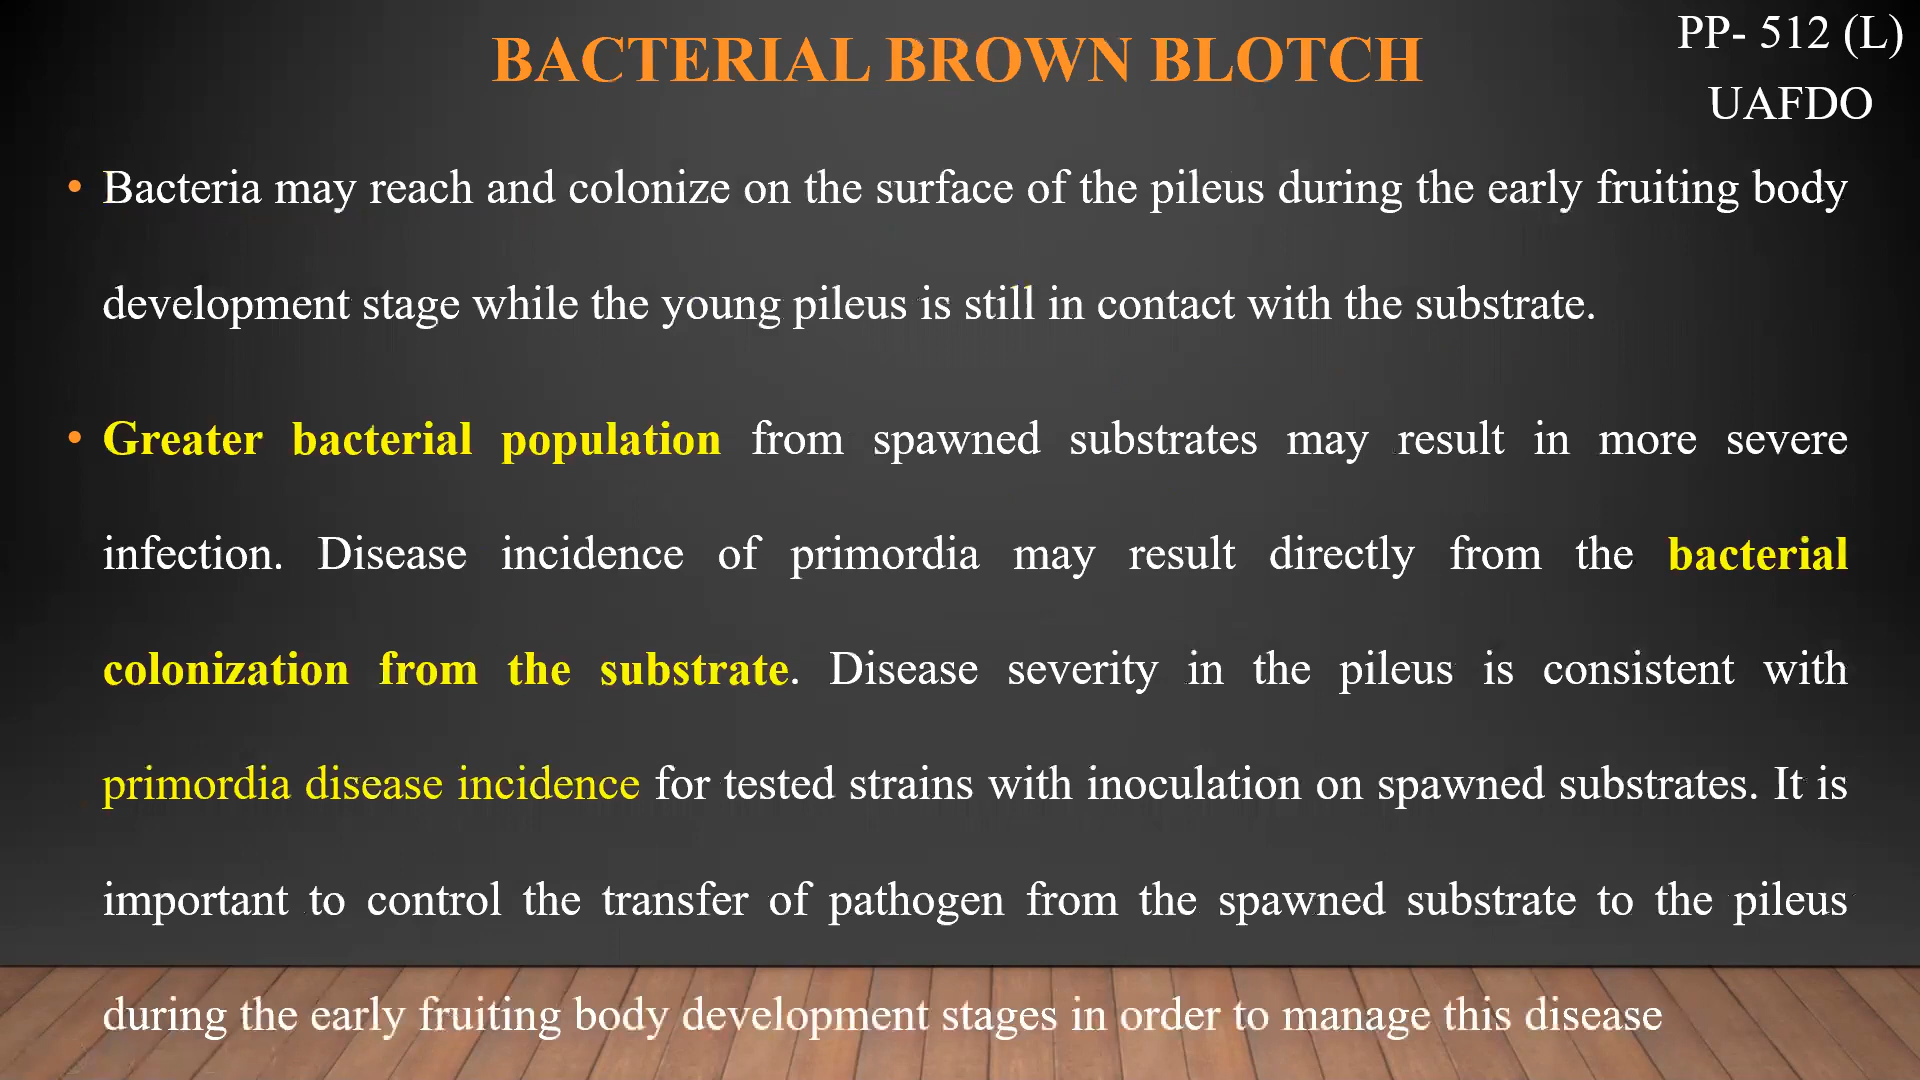 BACTERIAL BROWN BLOTCH
PP- 512 (L)
UAFDO
• Bacteria may reach and colonize on the surface of the pileus during the early fruiting body
development stage while the young pileus is still in contact with the substrate.
• Greater bacterial population from spawned substrates may result in more severe
infection. Disease incidence of primordia may result directly from the bacterial
colonization from the substrate. Disease severity in the pileus is consistent with
primordia disease incidence for tested strains with inoculation on spawned substrates. It is
important to control the transfer of pathogen from the spawned substrate to the pileus
during the early fruiting body development stages in order to manage this disease